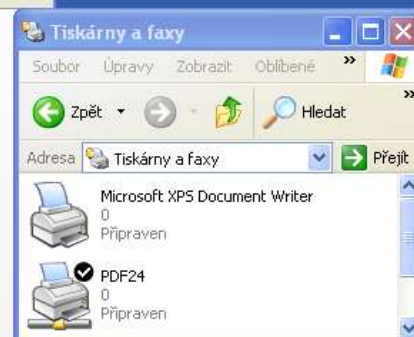 Tiskárny a faxy
Soubor Úpravy Zobrazit Oblíbené »
Zpět Hledat »
Adresa Tiskárny a faxy Přejít
Microsoft XPS Document Writer
0
Připraven
PDF24
0
Připraven